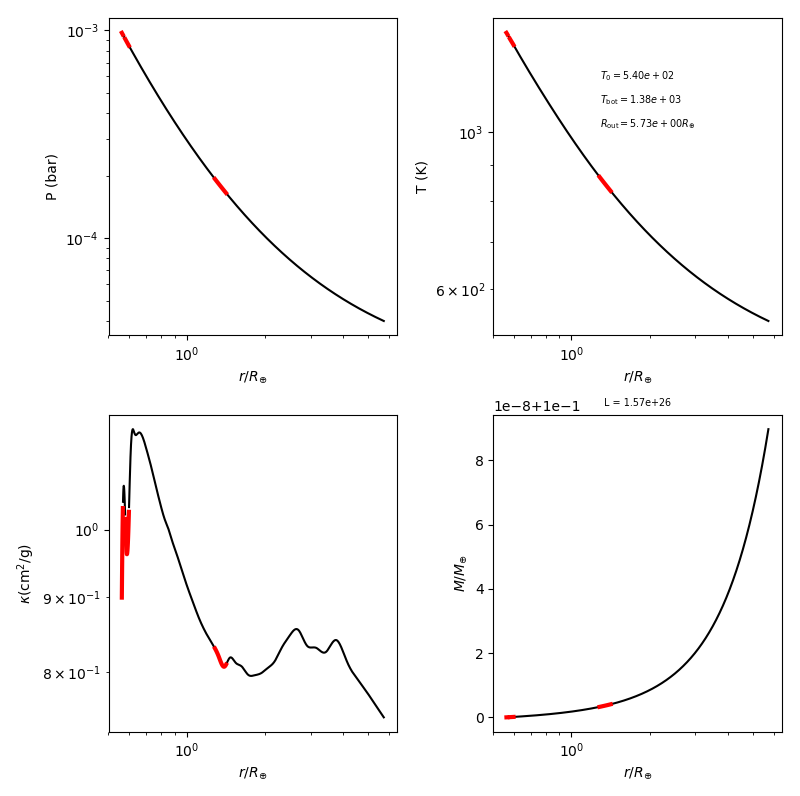 10⁻³
10⁻⁴
P (bar)
10⁰
r/R⊕
10³
6 × 10²
T (K)
T₀ = 5.40e + 02
T_bot = 1.38e + 03
R_out = 5.73e + 00R⊕
10⁰
r/R⊕
10⁰
9 × 10⁻¹
8 × 10⁻¹
κ(cm²/g)
10⁰
r/R⊕
1e−8+1e−1
L = 1.57e+26
8
6
4
2
0
M/M⊕
10⁰
r/R⊕